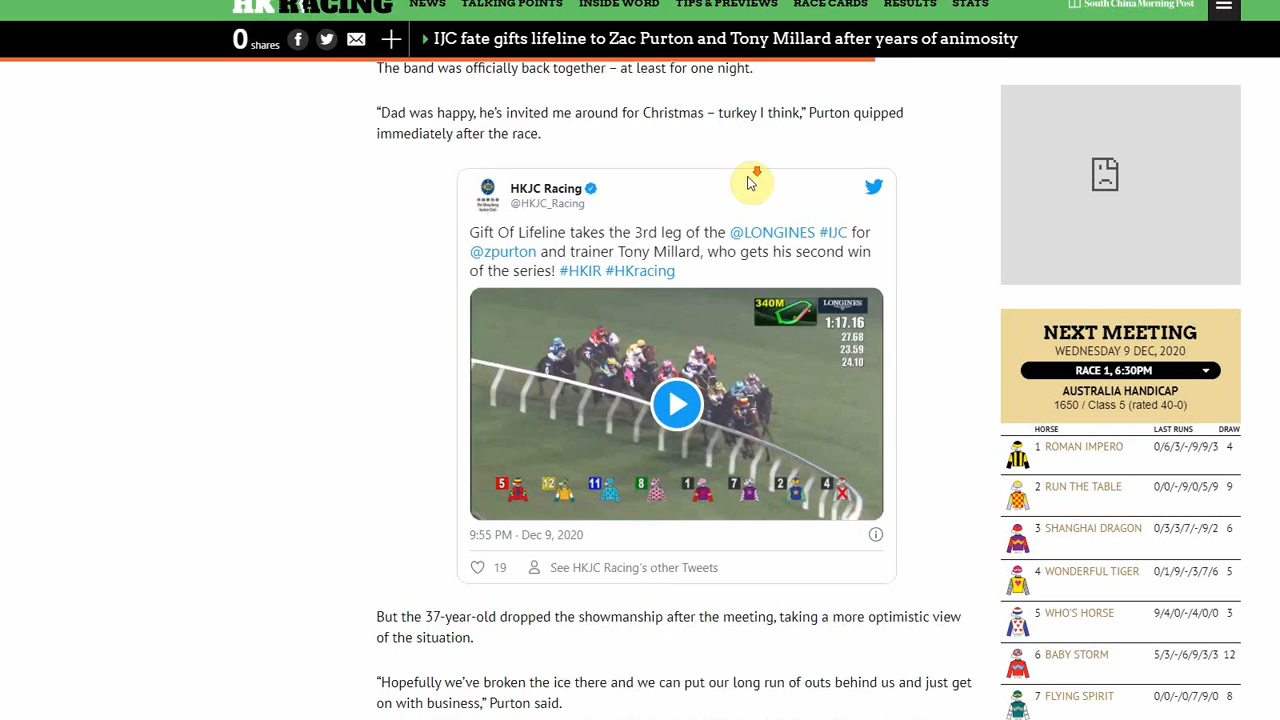 HK RACING
NEWS TALKING POINTS INSIDE WORD TIPS & PREVIEWS RACE CARDS RESULTS STATS
South China Morning Post
0 shares
IJC fate gifts lifeline to Zac Purton and Tony Millard after years of animosity
The band was officially back together – at least for one night.
“Dad was happy, he’s invited me around for Christmas – turkey I think,” Purton quipped
immediately after the race.
HKJC Racing
@HKJC_Racing
Gift Of Lifeline takes the 3rd leg of the @LONGINES #IJC for
@zpurton and trainer Tony Millard, who gets his second win
of the series! #HKIR #HKracing
340M
LONGINES
1:17.16
27.68
23.59
24.10
5 12 11 8 1 7 2 4
9:55 PM · Dec 9, 2020
19 See HKJC Racing's other Tweets
But the 37-year-old dropped the showmanship after the meeting, taking a more optimistic view
of the situation.
“Hopefully we’ve broken the ice there and we can put our long run of outs behind us and just get
on with business,” Purton said.
NEXT MEETING
WEDNESDAY 9 DEC, 2020
RACE 1, 6:30PM
AUSTRALIA HANDICAP
1650 / Class 5 (rated 40-0)
HORSE LAST RUNS DRAW
1 ROMAN IMPERO 0/6/3/-/9/9/3 4
2 RUN THE TABLE 0/0/-/9/0/5/9 9
3 SHANGHAI DRAGON 0/3/3/7/-/9/2 6
4 WONDERFUL TIGER 0/1/9/-/3/7/6 5
5 WHO'S HORSE 9/4/0/-/4/0/0 3
6 BABY STORM 5/3/-/6/9/3/3 12
7 FLYING SPIRIT 0/0/-/0/7/9/0 8